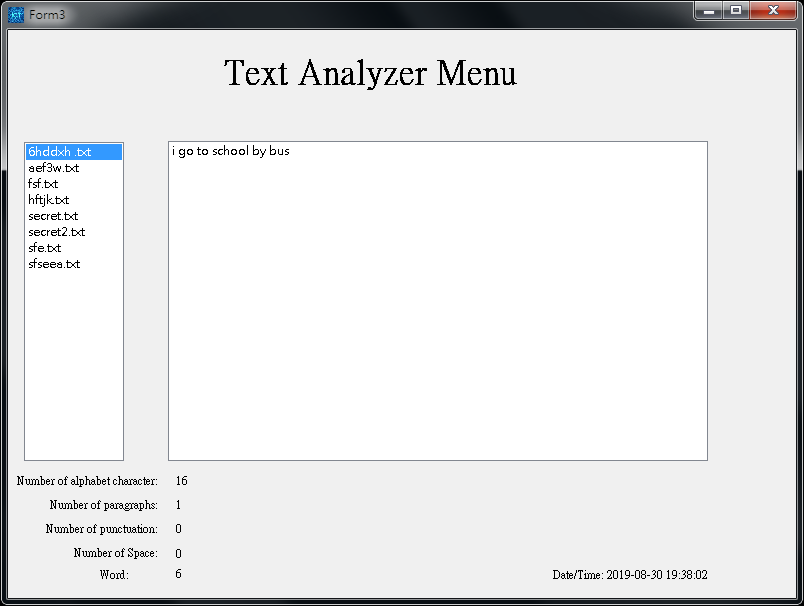 Form3
Text Analyzer Menu
6hddxh .txt
aef3w.txt
fsf.txt
hftjk.txt
secret.txt
secret2.txt
sfe.txt
sfseea.txt
i go to school by bus
Number of alphabet character: 16
Number of paragraphs: 1
Number of punctuation: 0
Number of Space: 0
Word: 6
Date/Time: 2019-08-30 19:38:02